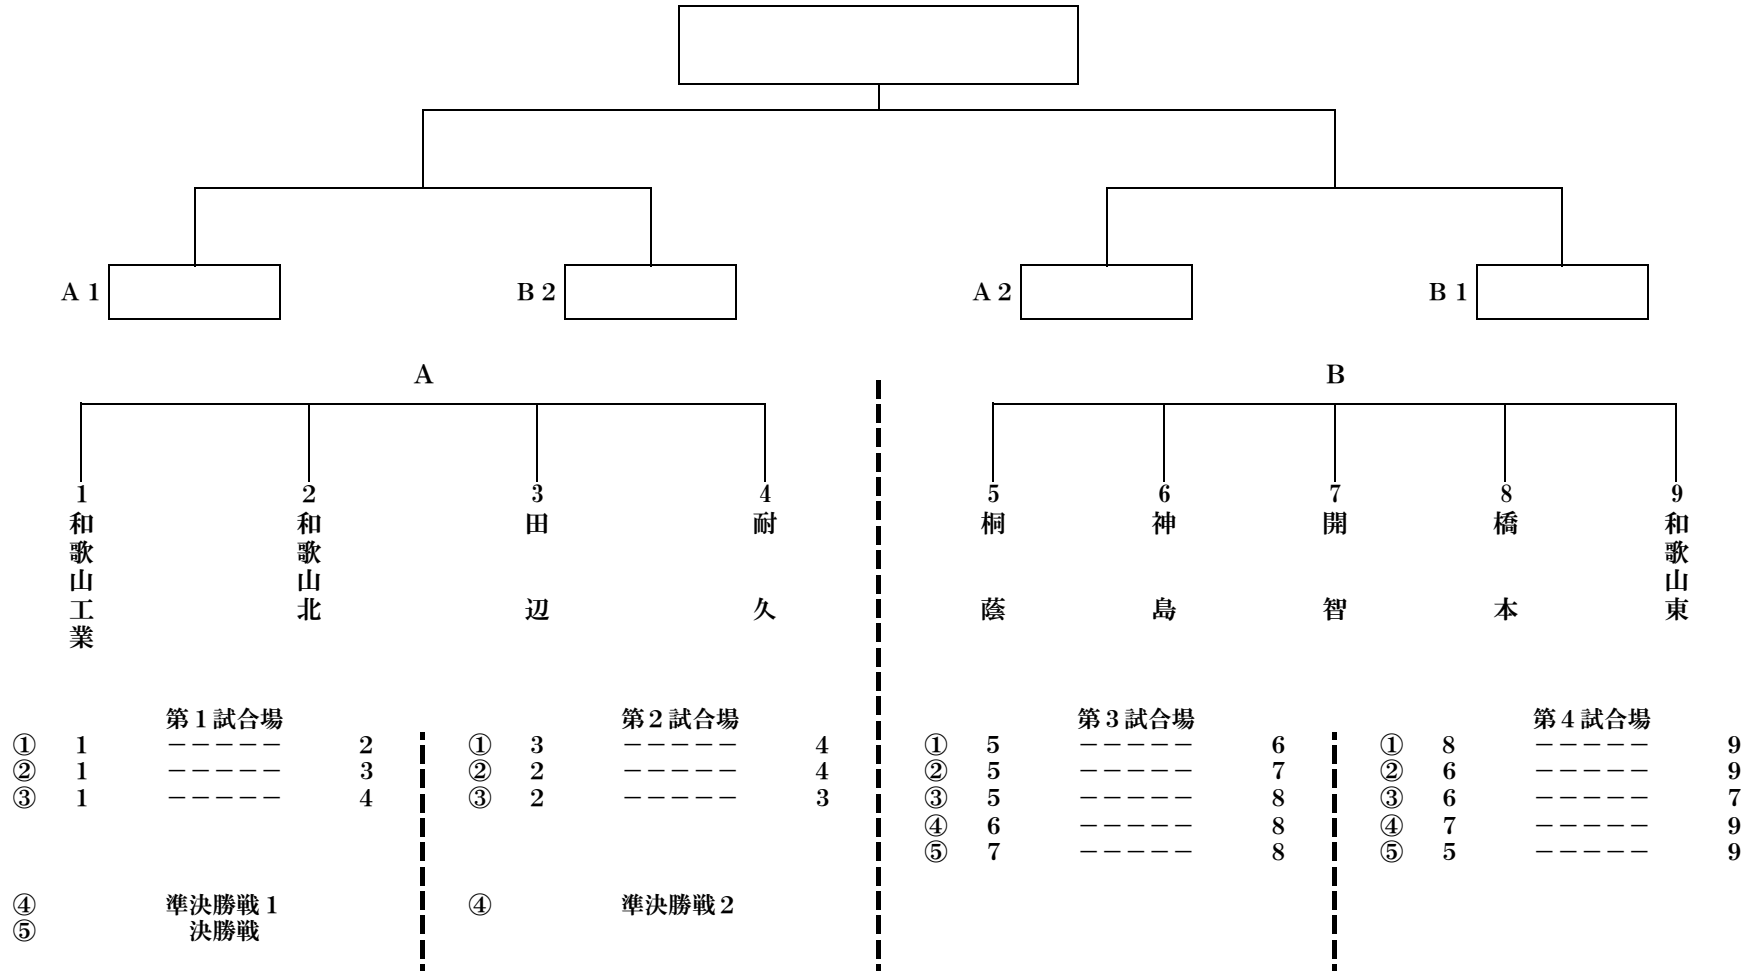 A 1
B 2
A 2
B 1
A
B
1 和歌山工業
2 和歌山北
3 田辺
4 耐久
5 桐蔭
6 神島
7 開智
8 橋本
9 和歌山東
第1試合場
① 1 －－－－－ 2
② 1 －－－－－ 3
③ 1 －－－－－ 4
④ 準決勝戦1
⑤ 決勝戦
第2試合場
① 3 －－－－－ 4
② 2 －－－－－ 4
③ 2 －－－－－ 3
④ 準決勝戦2
第3試合場
① 5 －－－－－ 6
② 5 －－－－－ 7
③ 5 －－－－－ 8
④ 6 －－－－－ 8
⑤ 7 －－－－－ 8
第4試合場
① 8 －－－－－ 9
② 6 －－－－－ 9
③ 6 －－－－－ 7
④ 7 －－－－－ 9
⑤ 5 －－－－－ 9